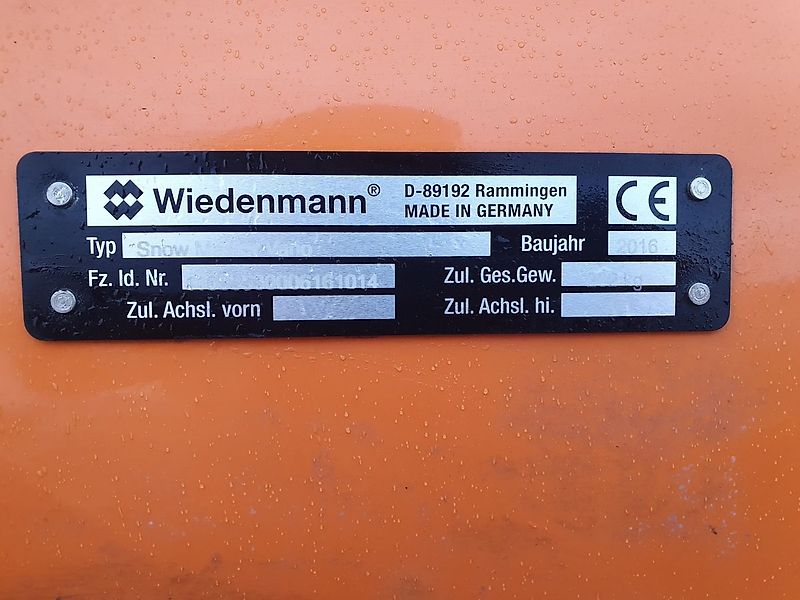 Wiedenmann®
D-89192 Rammingen
MADE IN GERMANY
CE
Typ Snow
Baujahr 2016
Fz. Id. Nr.
Zul. Ges.Gew.
Zul. Achsl. vorn
Zul. Achsl. hi.